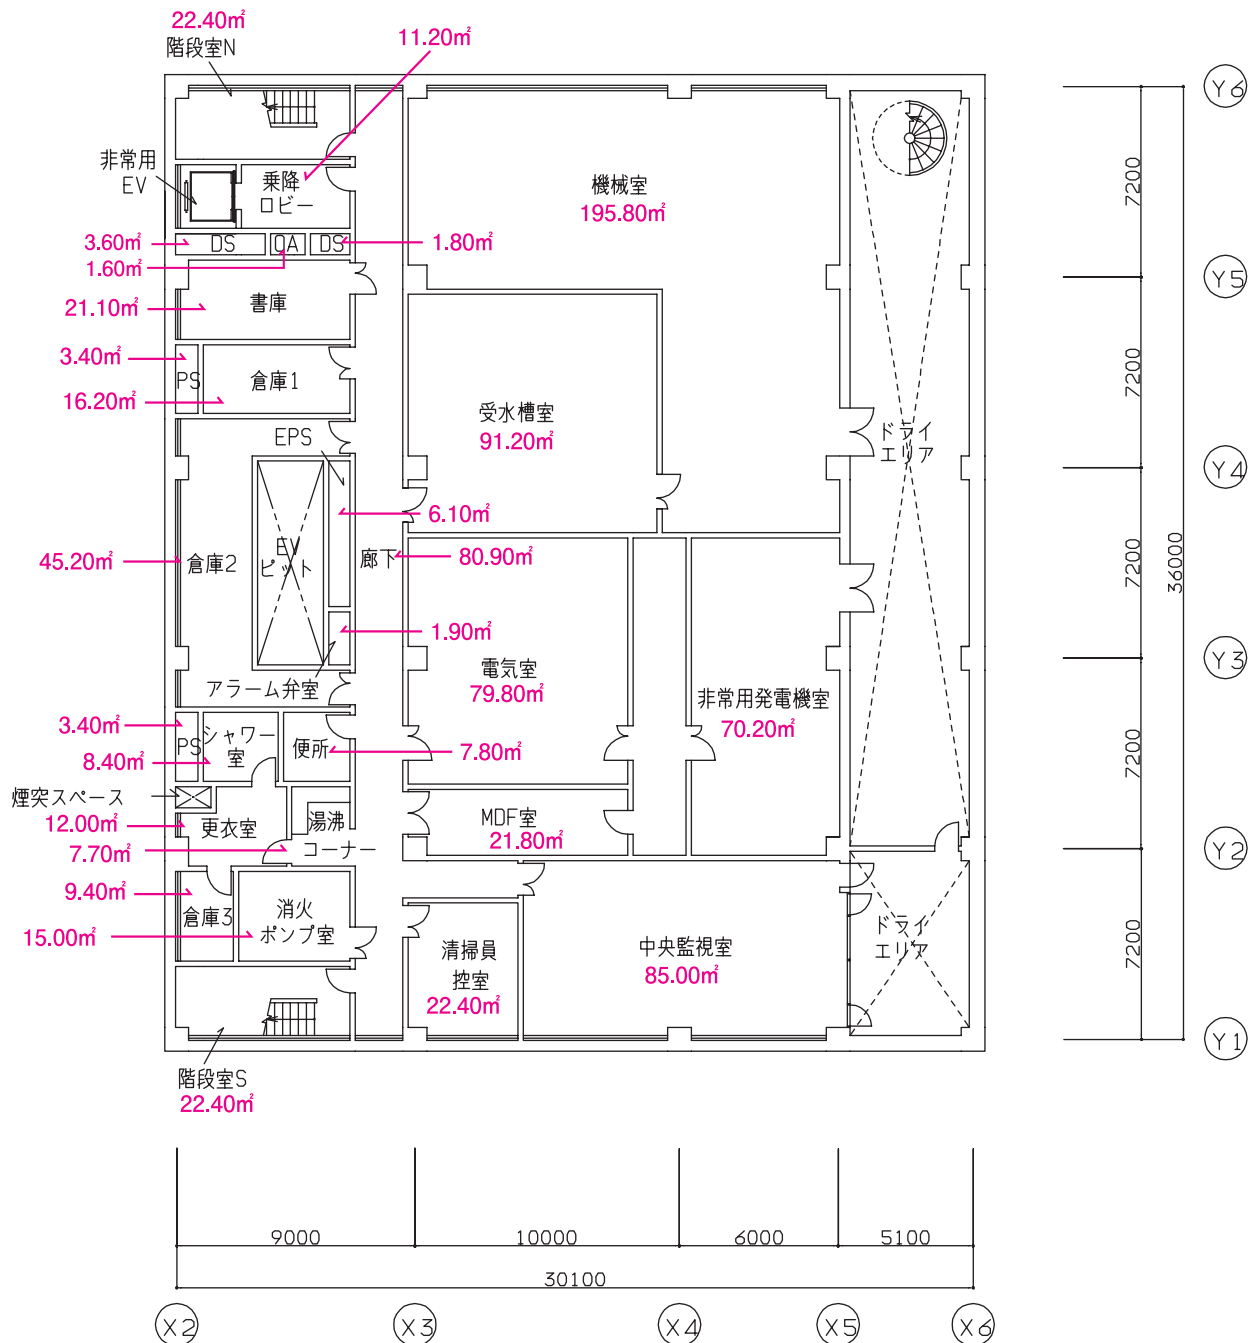 22.40㎡
階段室N
11.20㎡
Y6
非常用
EV
乗降
ロビー
機械室
195.80㎡
7200
3.60㎡
DS
OA
DS
1.80㎡
1.60㎡
Y5
21.10㎡
書庫
3.40㎡
PS
倉庫1
16.20㎡
7200
EPS
受水槽室
91.20㎡
ドライ
エリア
Y4
6.10㎡
45.20㎡
倉庫2
EV
ピット
廊下
80.90㎡
7200
36000
1.90㎡
アラーム弁室
電気室
79.80㎡
非常用発電機室
70.20㎡
Y3
3.40㎡
PS
シャワー
室
8.40㎡
便所
7.80㎡
7200
煙突スペース
12.00㎡
更衣室
湯沸
コーナー
7.70㎡
MDF室
21.80㎡
Y2
9.40㎡
倉庫3
消火
ポンプ室
15.00㎡
清掃員
控室
22.40㎡
中央監視室
85.00㎡
ドライ
エリア
7200
Y1
階段室S
22.40㎡
9000
10000
6000
5100
30100
X2
X3
X4
X5
X6